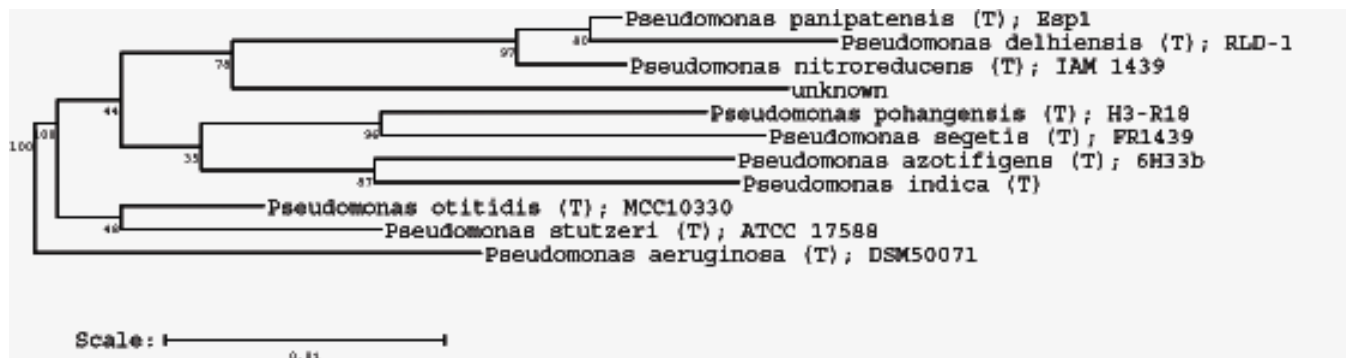 Pseudomonas panipatensis (T); Esp1
80
Pseudomonas delhiensis (T); RLD-1
97
78
Pseudomonas nitroreducens (T); IAM 1439
unknown
44
Pseudomonas pohangensis (T); H3-R18
100
96
Pseudomonas segetis (T); FR1439
100
35
Pseudomonas azotifigens (T); 6H33b
87
Pseudomonas indica (T)
Pseudomonas otitidis (T); MCC10330
46
Pseudomonas stutzeri (T); ATCC 17588
Pseudomonas aeruginosa (T); DSM50071
Scale: